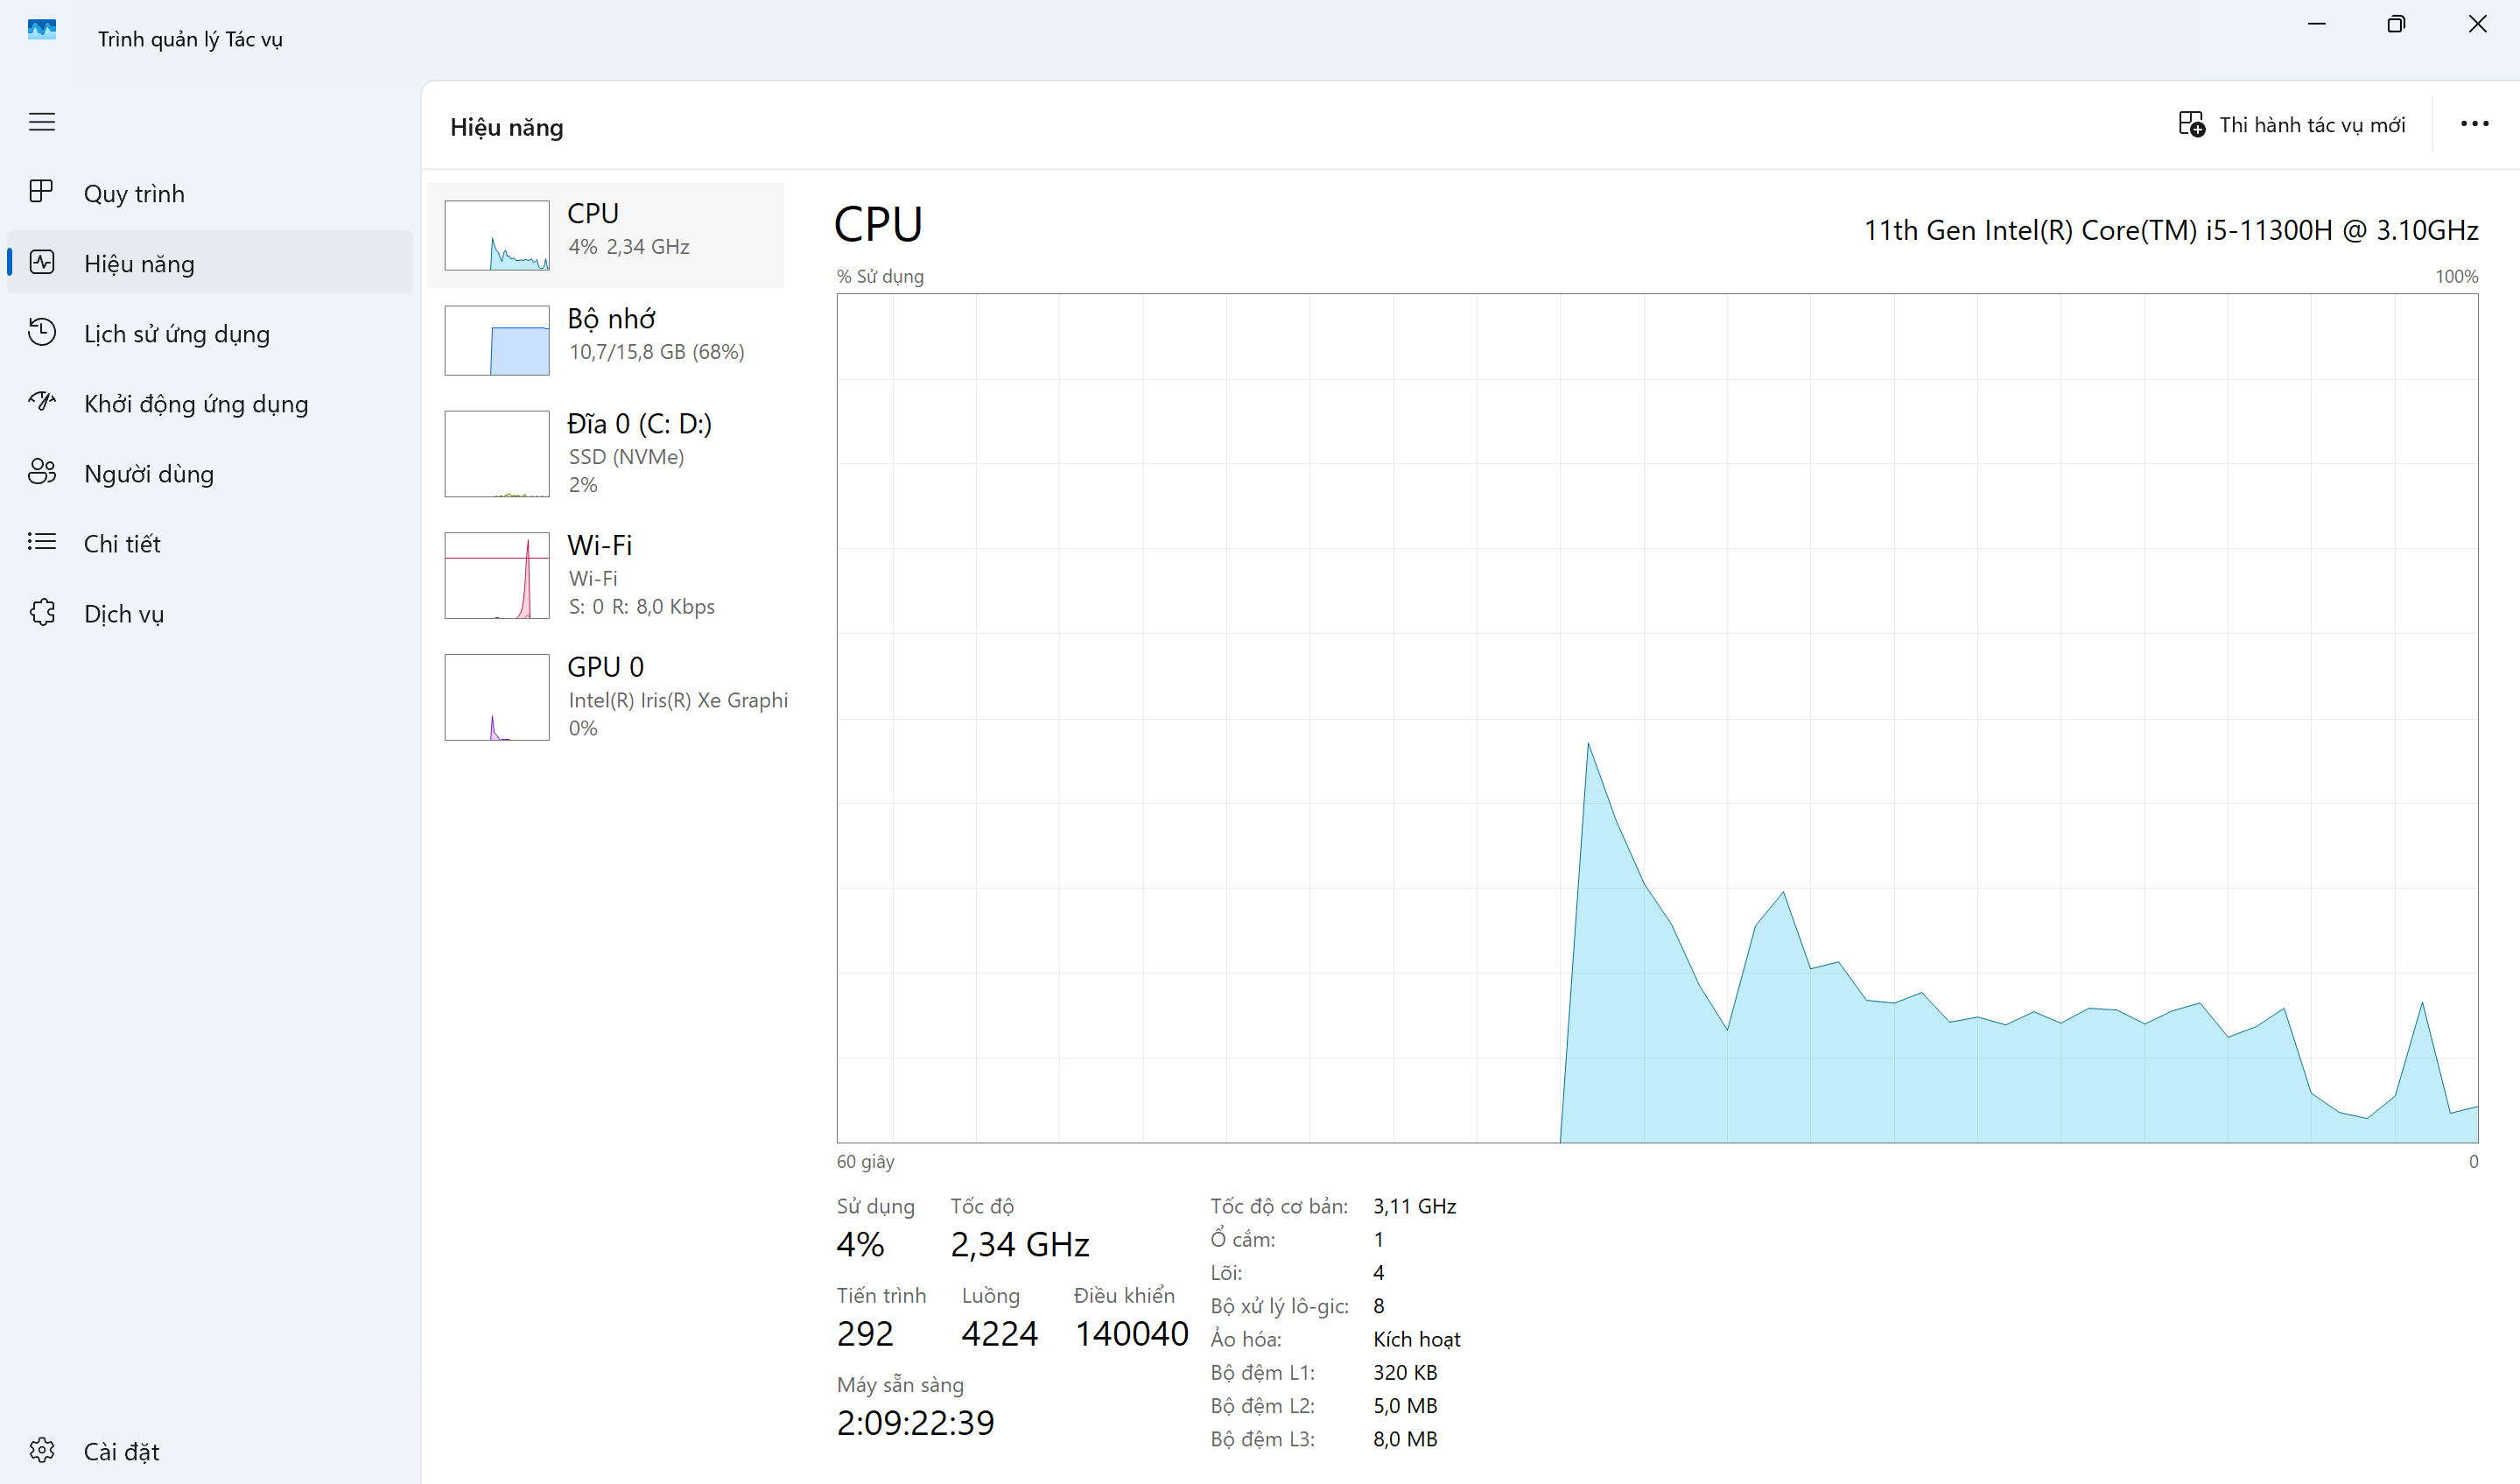 Trình quản lý Tác vụ
Hiệu năng
Thi hành tác vụ mới
Quy trình
Hiệu năng
Lịch sử ứng dụng
Khởi động ứng dụng
Người dùng
Chi tiết
Dịch vụ
Cài đặt
CPU
4% 2,34 GHz
Bộ nhớ
10,7/15,8 GB (68%)
Đĩa 0 (C: D:)
SSD (NVMe)
2%
Wi-Fi
Wi-Fi
S: 0 R: 8,0 Kbps
GPU 0
Intel(R) Iris(R) Xe Graphi
0%
CPU
11th Gen Intel(R) Core(TM) i5-11300H @ 3.10GHz
% Sử dụng
100%
60 giây
0
Sử dụng
4%
Tốc độ
2,34 GHz
Tiến trình
292
Luồng
4224
Điều khiển
140040
Máy sẵn sàng
2:09:22:39
Tốc độ cơ bản: 3,11 GHz
Ổ cắm: 1
Lõi: 4
Bộ xử lý lô-gic: 8
Ảo hóa: Kích hoạt
Bộ đệm L1: 320 KB
Bộ đệm L2: 5,0 MB
Bộ đệm L3: 8,0 MB